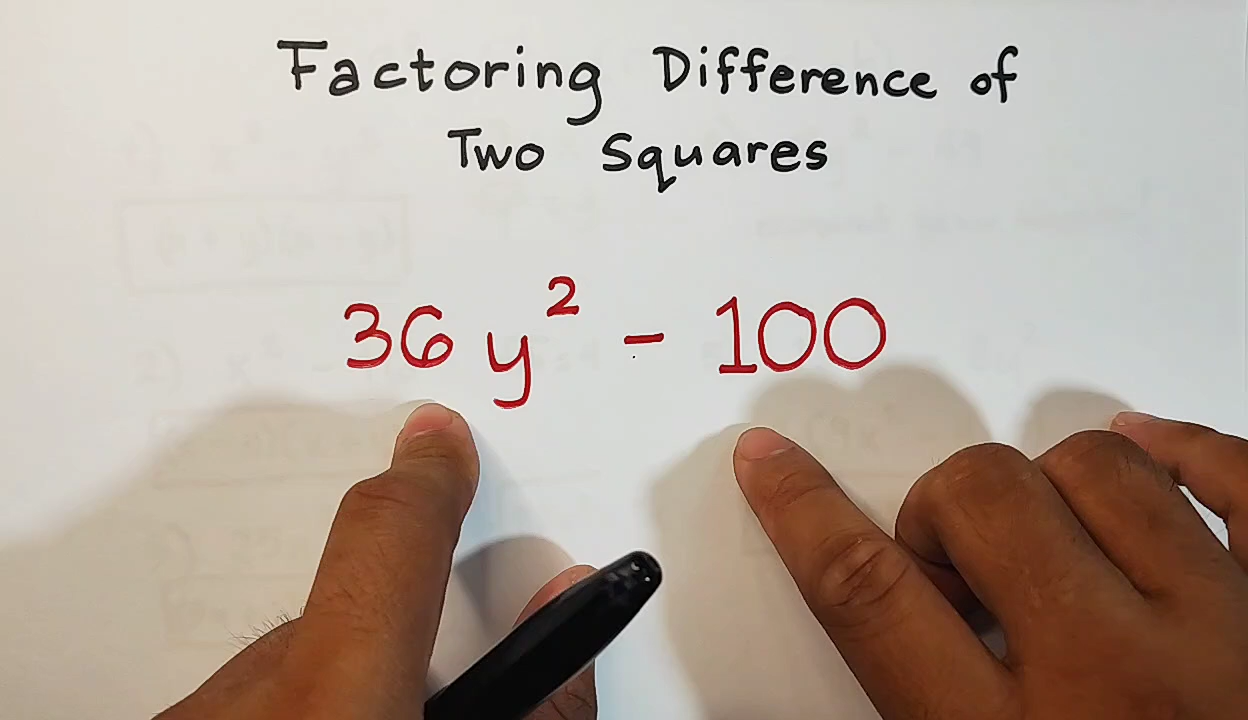 Factoring Difference of
Two Squares
36y² - 100